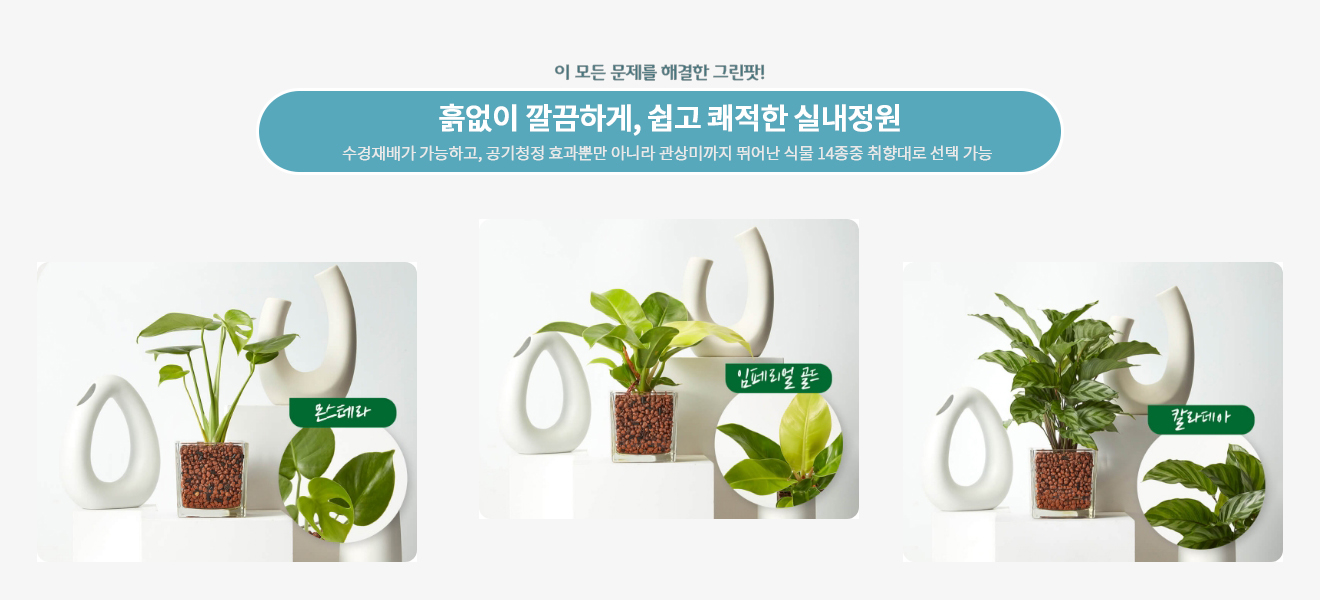 이 모든 문제를 해결한 그린팟!
흙없이 깔끔하게, 쉽고 쾌적한 실내정원
수경재배가 가능하고, 공기청정 효과뿐만 아니라 관상미까지 뛰어난 식물 14종중 취향대로 선택 가능
몬스테라
임페리얼 골드
칼라데아